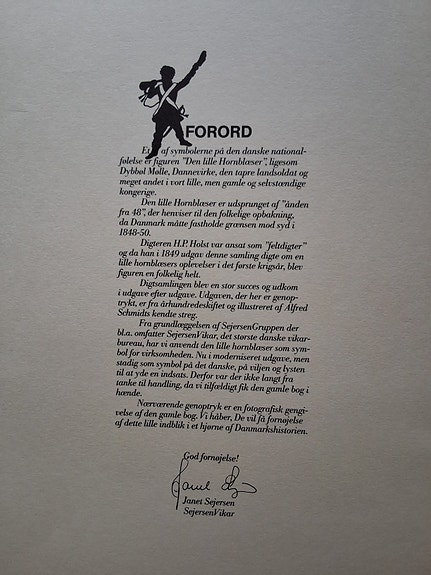 FORORD
Et af symbolerne på den danske national-
følelse er figuren "Den lille Hornblæser", ligesom
Dybbøl Mølle, Dannevirke, den tapre landsoldat og
meget andet i vort lille, men gamle og selvstændige
kongerige.
Den lille Hornblæser er udsprunget af "ånden
fra 48", der henviser til den folkelige opbakning,
da Danmark måtte fastholde grænsen mod syd i
1848-50.
Digteren H.P. Holst var ansat som "feltdigter"
og da han i 1849 udgav denne samling digte om en
lille hornblæsers oplevelser i det første krigsår, blev
figuren en folkelig helt.
Digtsamlingen blev en stor succes og udkom
i udgave efter udgave. Udgaven, der her er genop-
trykt, er fra århundredeskiftet og illustreret af Alfred
Schmidts kendte streg.
Fra grundlæggelsen af SejersenGruppen der
bl.a. omfatter SejersenVikar, det største danske vikar-
bureau, har vi anvendt den lille hornblæser som sym-
bol for virksomheden. Nu i moderniseret udgave, men
stadig som symbol på det danske, på viljen og lysten
til at yde en indsats. Derfor var der ikke langt fra
tanke til handling, da vi tilfældigt fik den gamle bog i
hænde.
Nærværende genoptryk er en fotografisk gengi-
velse af den gamle bog. Vi håber, De vil få fornøjelse
af dette lille indblik i et hjørne af Danmarkshistorien.
God fornøjelse!
Janet Sejersen
SejersenVikar